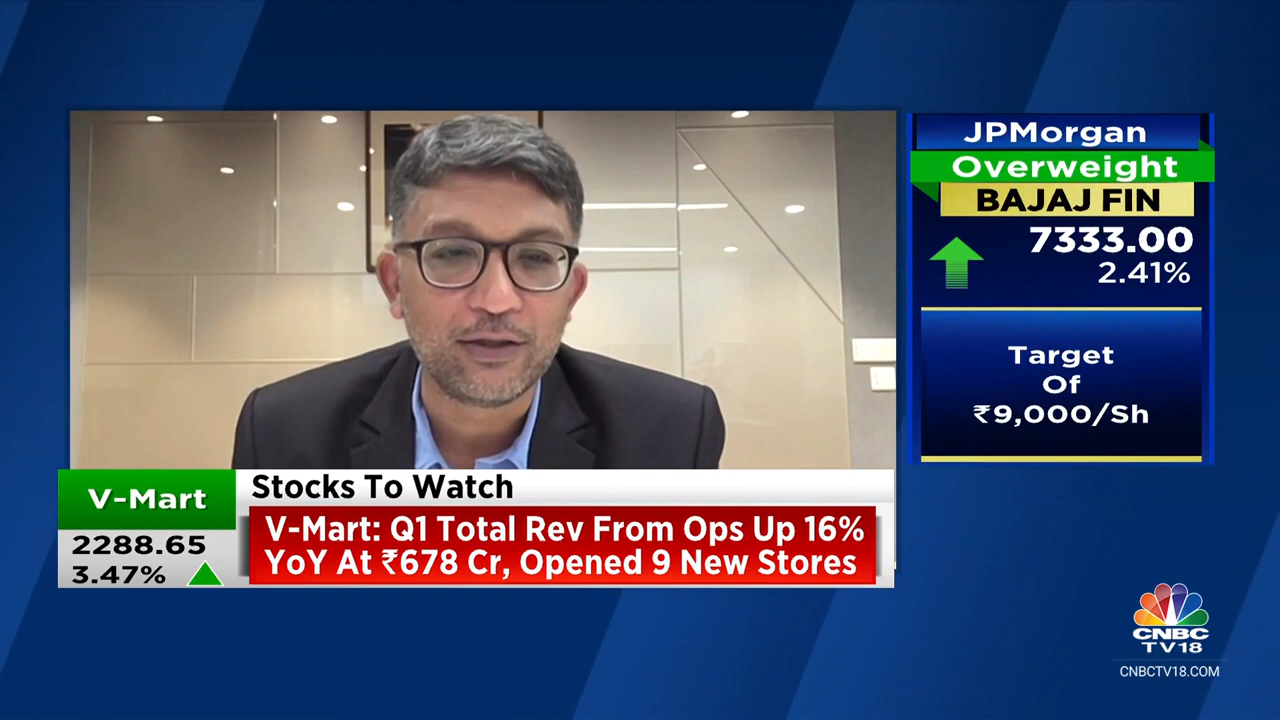 JPMorgan
Overweight
BAJAJ FIN
7333.00
2.41%
Target
Of
₹9,000/Sh
V-Mart
2288.65
3.47%
Stocks To Watch
V-Mart: Q1 Total Rev From Ops Up 16%
YoY At ₹678 Cr, Opened 9 New Stores
CNBC
TV18
CNBCTV18.COM